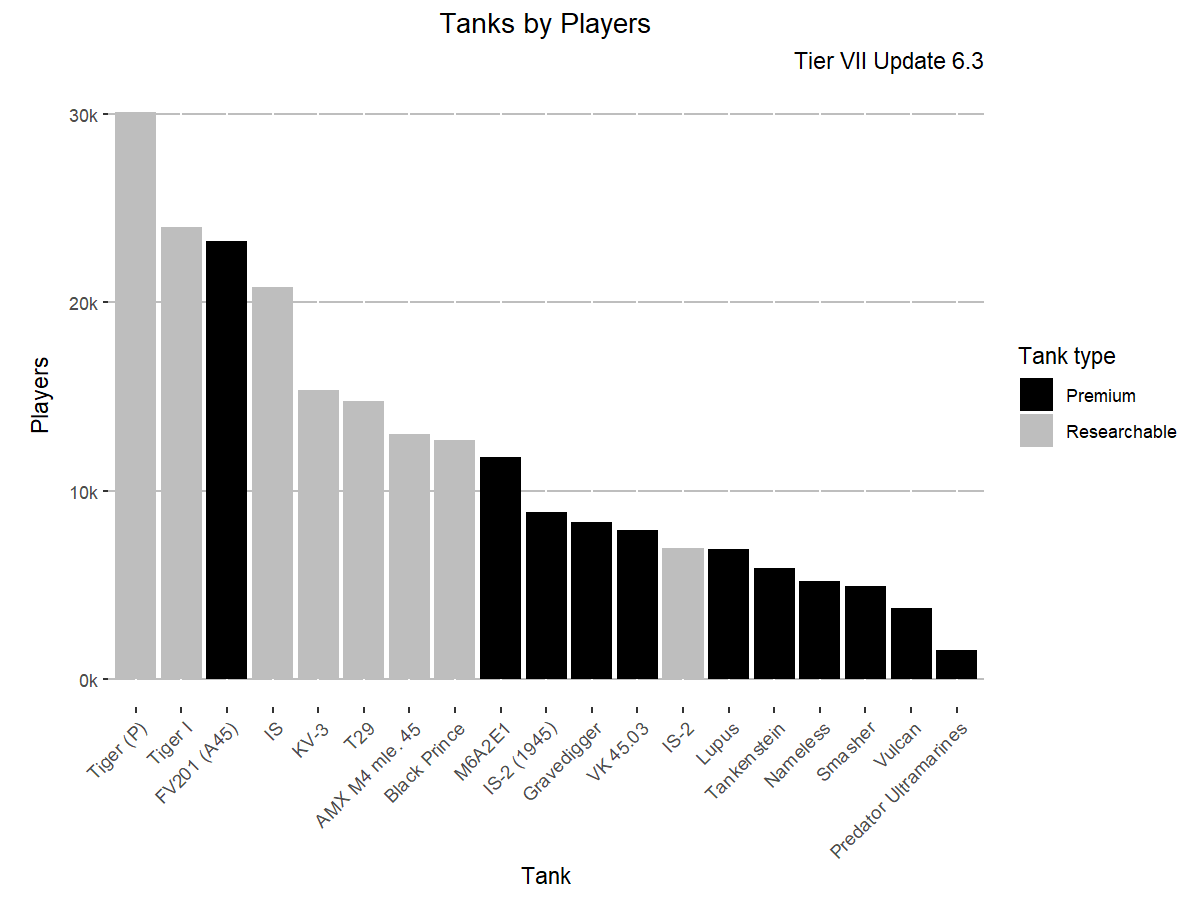 Tanks by Players
Tier VII Update 6.3
30k
20k
10k
0k
Players
Tiger (P)
Tiger I
FV201 (A45)
IS
KV-3
T29
AMX M4 mle. 45
Black Prince
M6A2E1
IS-2 (1945)
Gravedigger
VK 45.03
IS-2
Lupus
Tankenstein
Nameless
Smasher
Vulcan
Predator Ultramarines
Tank
Tank type
Premium
Researchable